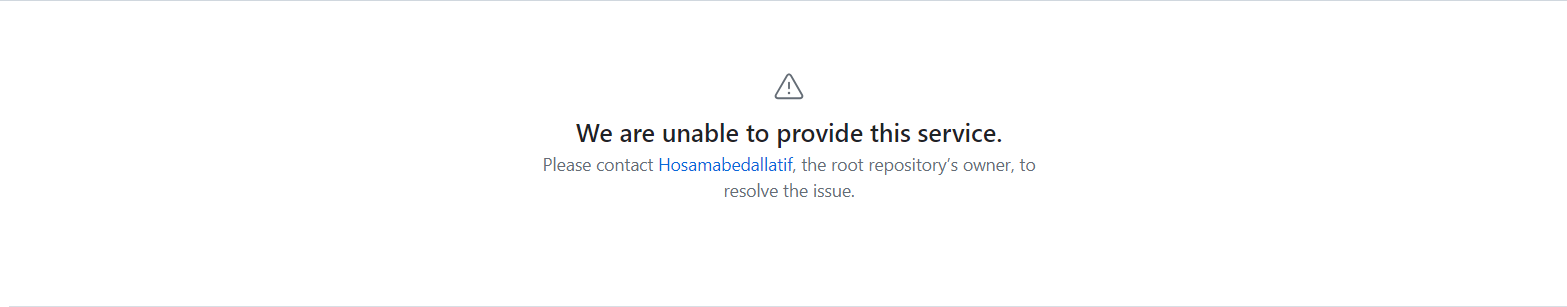 We are unable to provide this service.
Please contact Hosamabedallatif, the root repository’s owner, to
resolve the issue.